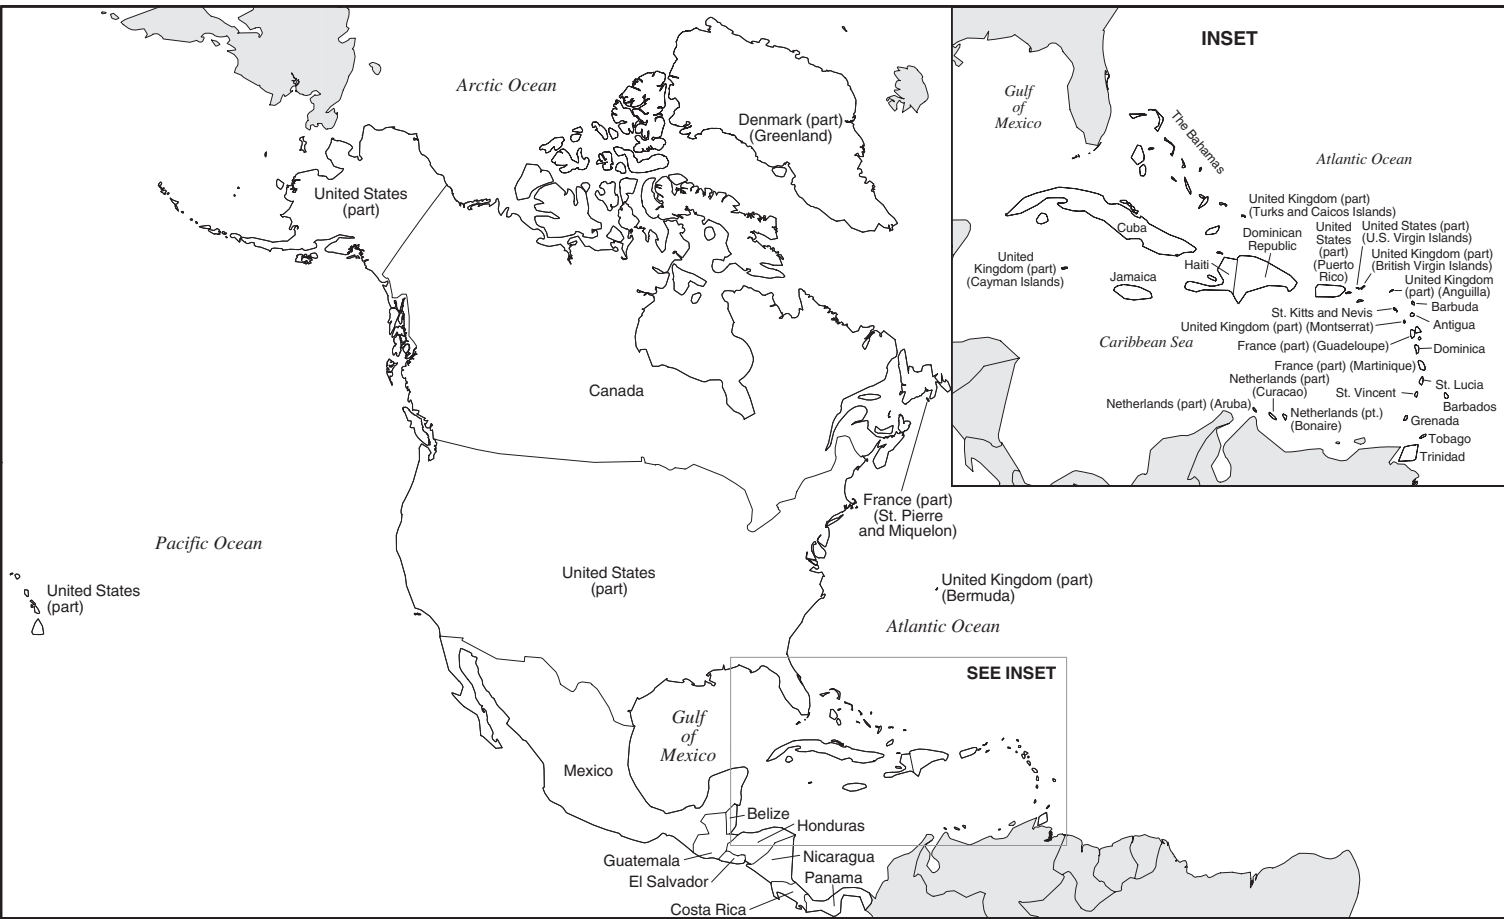 Arctic Ocean
Denmark (part)
(Greenland)
United States
(part)
Canada
France (part)
(St. Pierre
and Miquelon)
Pacific Ocean
United States
(part)
United States
(part)
United Kingdom (part)
(Bermuda)
Atlantic Ocean
SEE INSET
Gulf
of
Mexico
Mexico
Belize
Honduras
Guatemala
Nicaragua
El Salvador
Panama
Costa Rica
INSET
Gulf
of
Mexico
The Bahamas
Atlantic Ocean
United Kingdom (part)
(Turks and Caicos Islands)
Cuba
Dominican
Republic
United
States
(part)
(Puerto
Rico)
United States (part)
(U.S. Virgin Islands)
United Kingdom (part)
(British Virgin Islands)
United Kingdom
(part) (Anguilla)
United
Kingdom (part)
(Cayman Islands)
Haiti
Jamaica
Barbuda
St. Kitts and Nevis
Antigua
United Kingdom (part) (Montserrat)
Caribbean Sea
France (part) (Guadeloupe)
Dominica
France (part) (Martinique)
Netherlands (part)
(Curacao)
St. Lucia
St. Vincent
Barbados
Netherlands (part) (Aruba)
Netherlands (pt.)
(Bonaire)
Grenada
Tobago
Trinidad